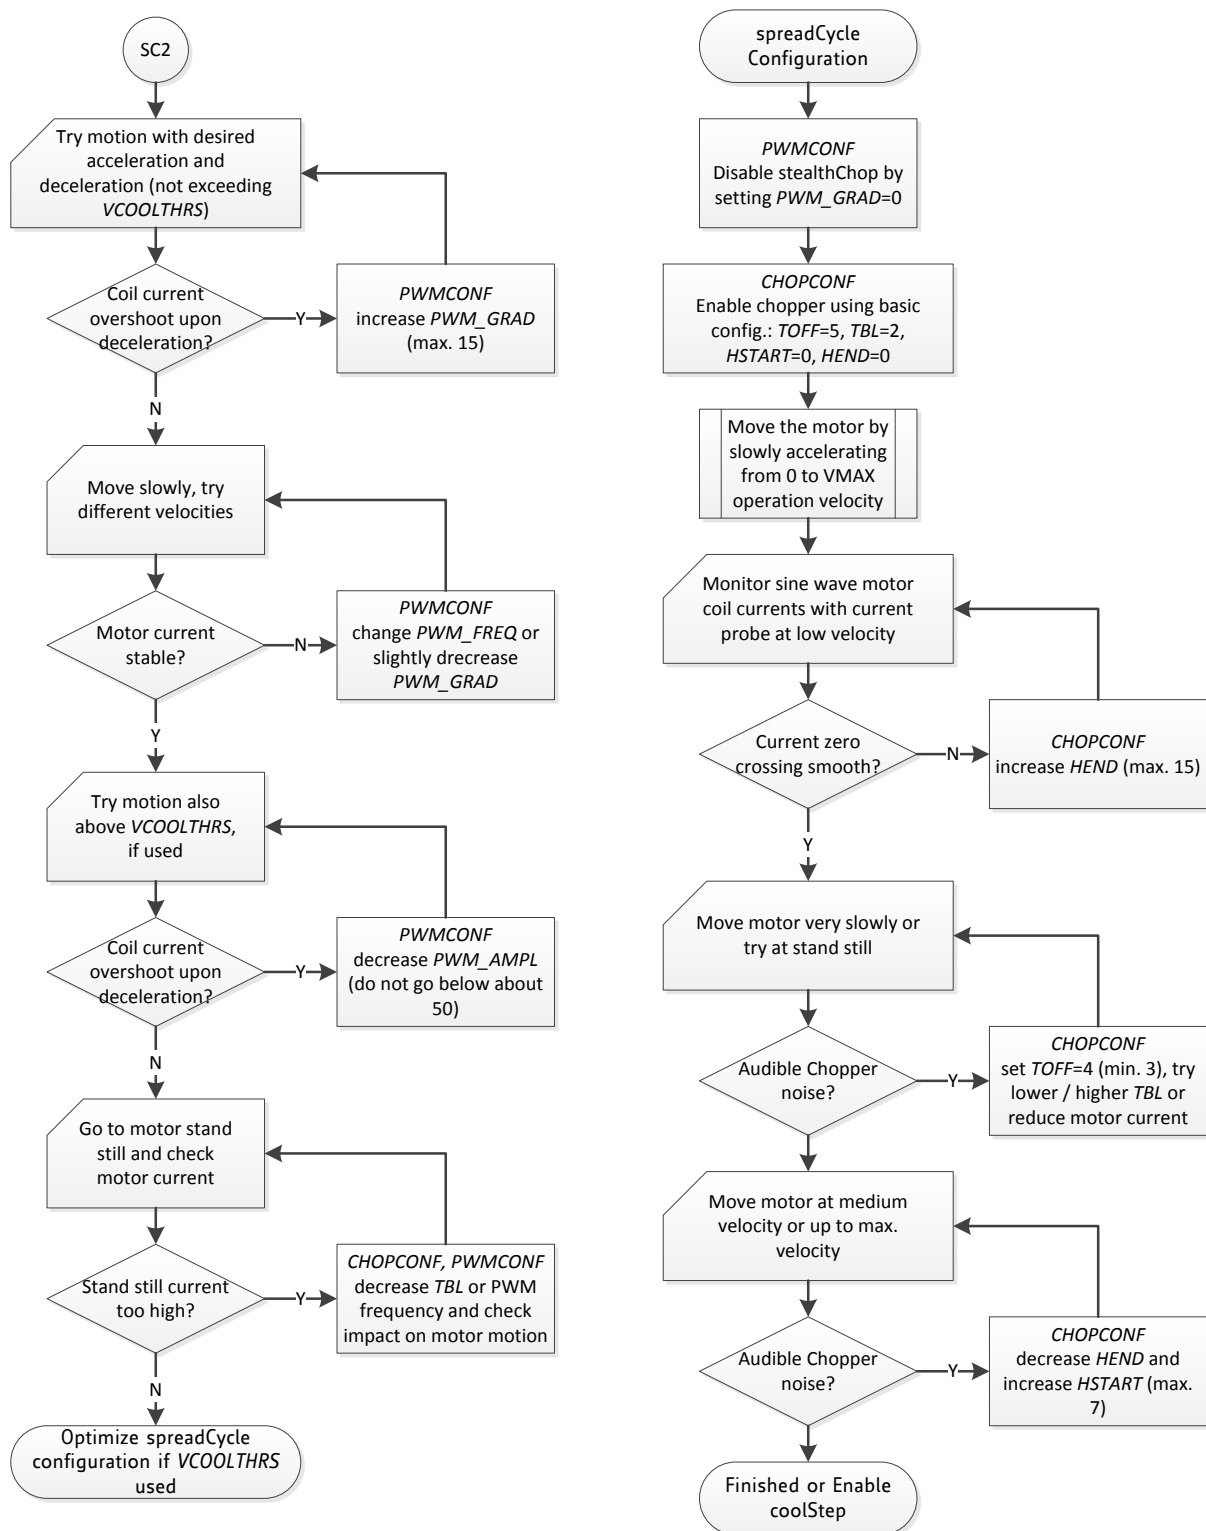 SC2
Try motion with desired
acceleration and
deceleration (not exceeding
VCOOLTHRS)
Coil current
overshoot upon
deceleration?
Y
PWMCONF
increase PWM_GRAD
(max. 15)
N
Move slowly, try
different velocities
Motor current
stable?
N
PWMCONF
change PWM_FREQ or
slightly drecrease
PWM_GRAD
Y
Try motion also
above VCOOLTHRS,
if used
Coil current
overshoot upon
deceleration?
Y
PWMCONF
decrease PWM_AMPL
(do not go below about
50)
N
Go to motor stand
still and check
motor current
Stand still current
too high?
Y
CHOPCONF, PWMCONF
decrease TBL or PWM
frequency and check
impact on motor motion
N
Optimize spreadCycle
configuration if VCOOLTHRS
used
spreadCycle
Configuration
PWMCONF
Disable stealthChop by
setting PWM_GRAD=0
CHOPCONF
Enable chopper using basic
config.: TOFF=5, TBL=2,
HSTART=0, HEND=0
Move the motor by
slowly accelerating
from 0 to VMAX
operation velocity
Monitor sine wave motor
coil currents with current
probe at low velocity
Current zero
crossing smooth?
N
CHOPCONF
increase HEND (max. 15)
Y
Move motor very slowly or
try at stand still
Audible Chopper
noise?
Y
CHOPCONF
set TOFF=4 (min. 3), try
lower / higher TBL or
reduce motor current
Move motor at medium
velocity or up to max.
velocity
Audible Chopper
noise?
Y
CHOPCONF
decrease HEND and
increase HSTART (max.
7)
Finished or Enable
coolStep